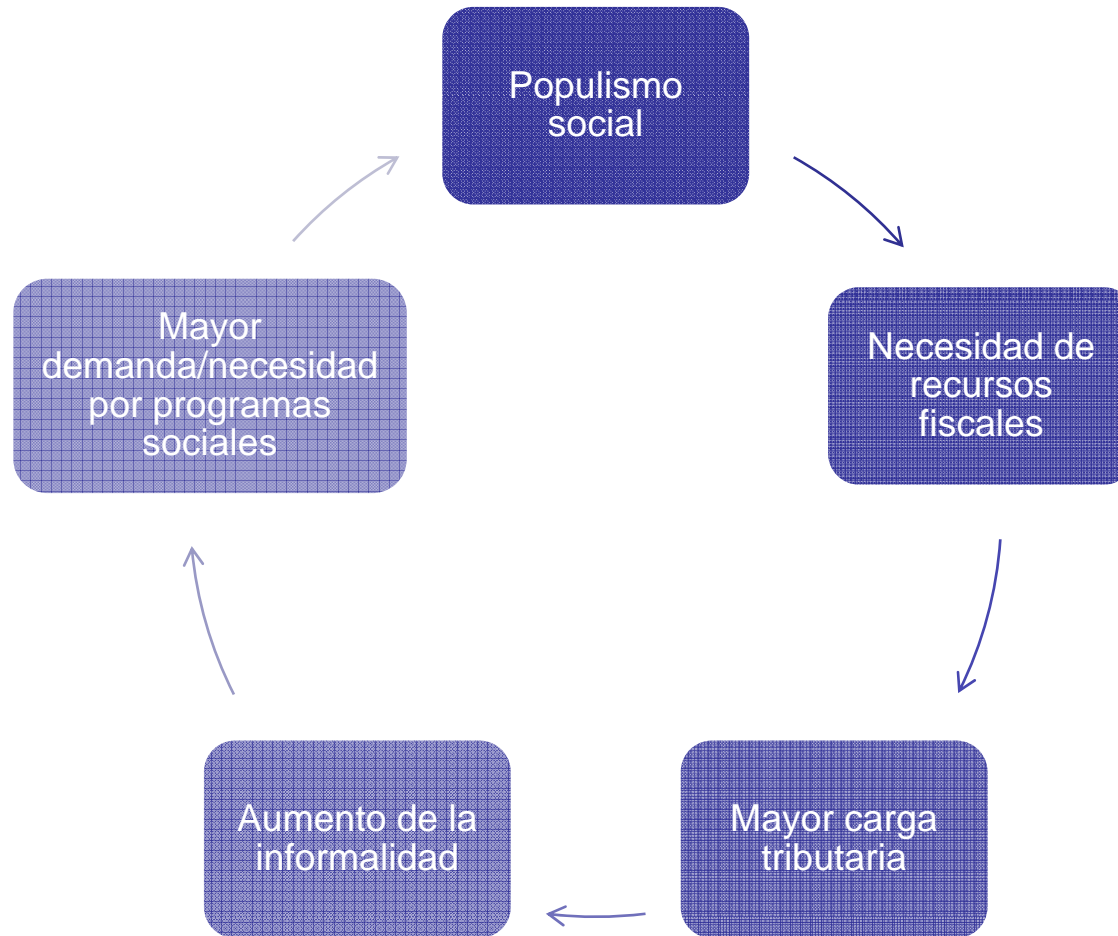 Populismo
social
Necesidad de
recursos
fiscales
Mayor carga
tributaria
Aumento de la
informalidad
Mayor
demanda/necesidad
por programas
sociales